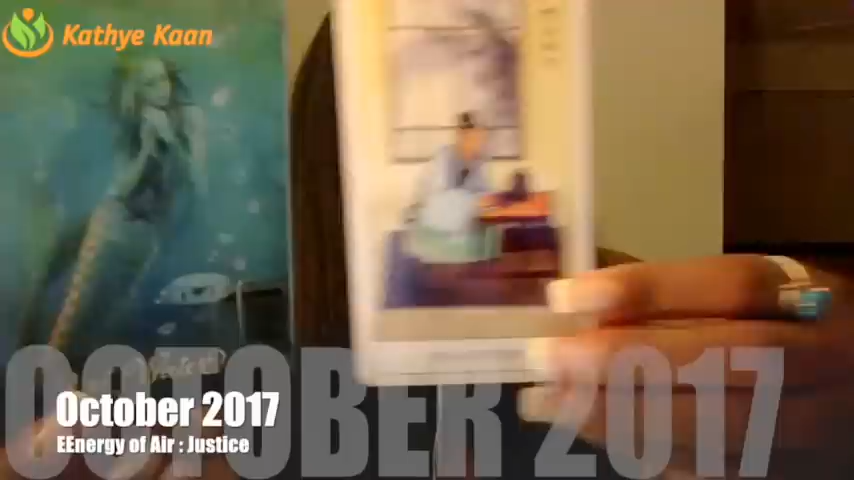 Kathye Kaan
OCTOBER 2017
October 2017
EEnergy of Air : Justice